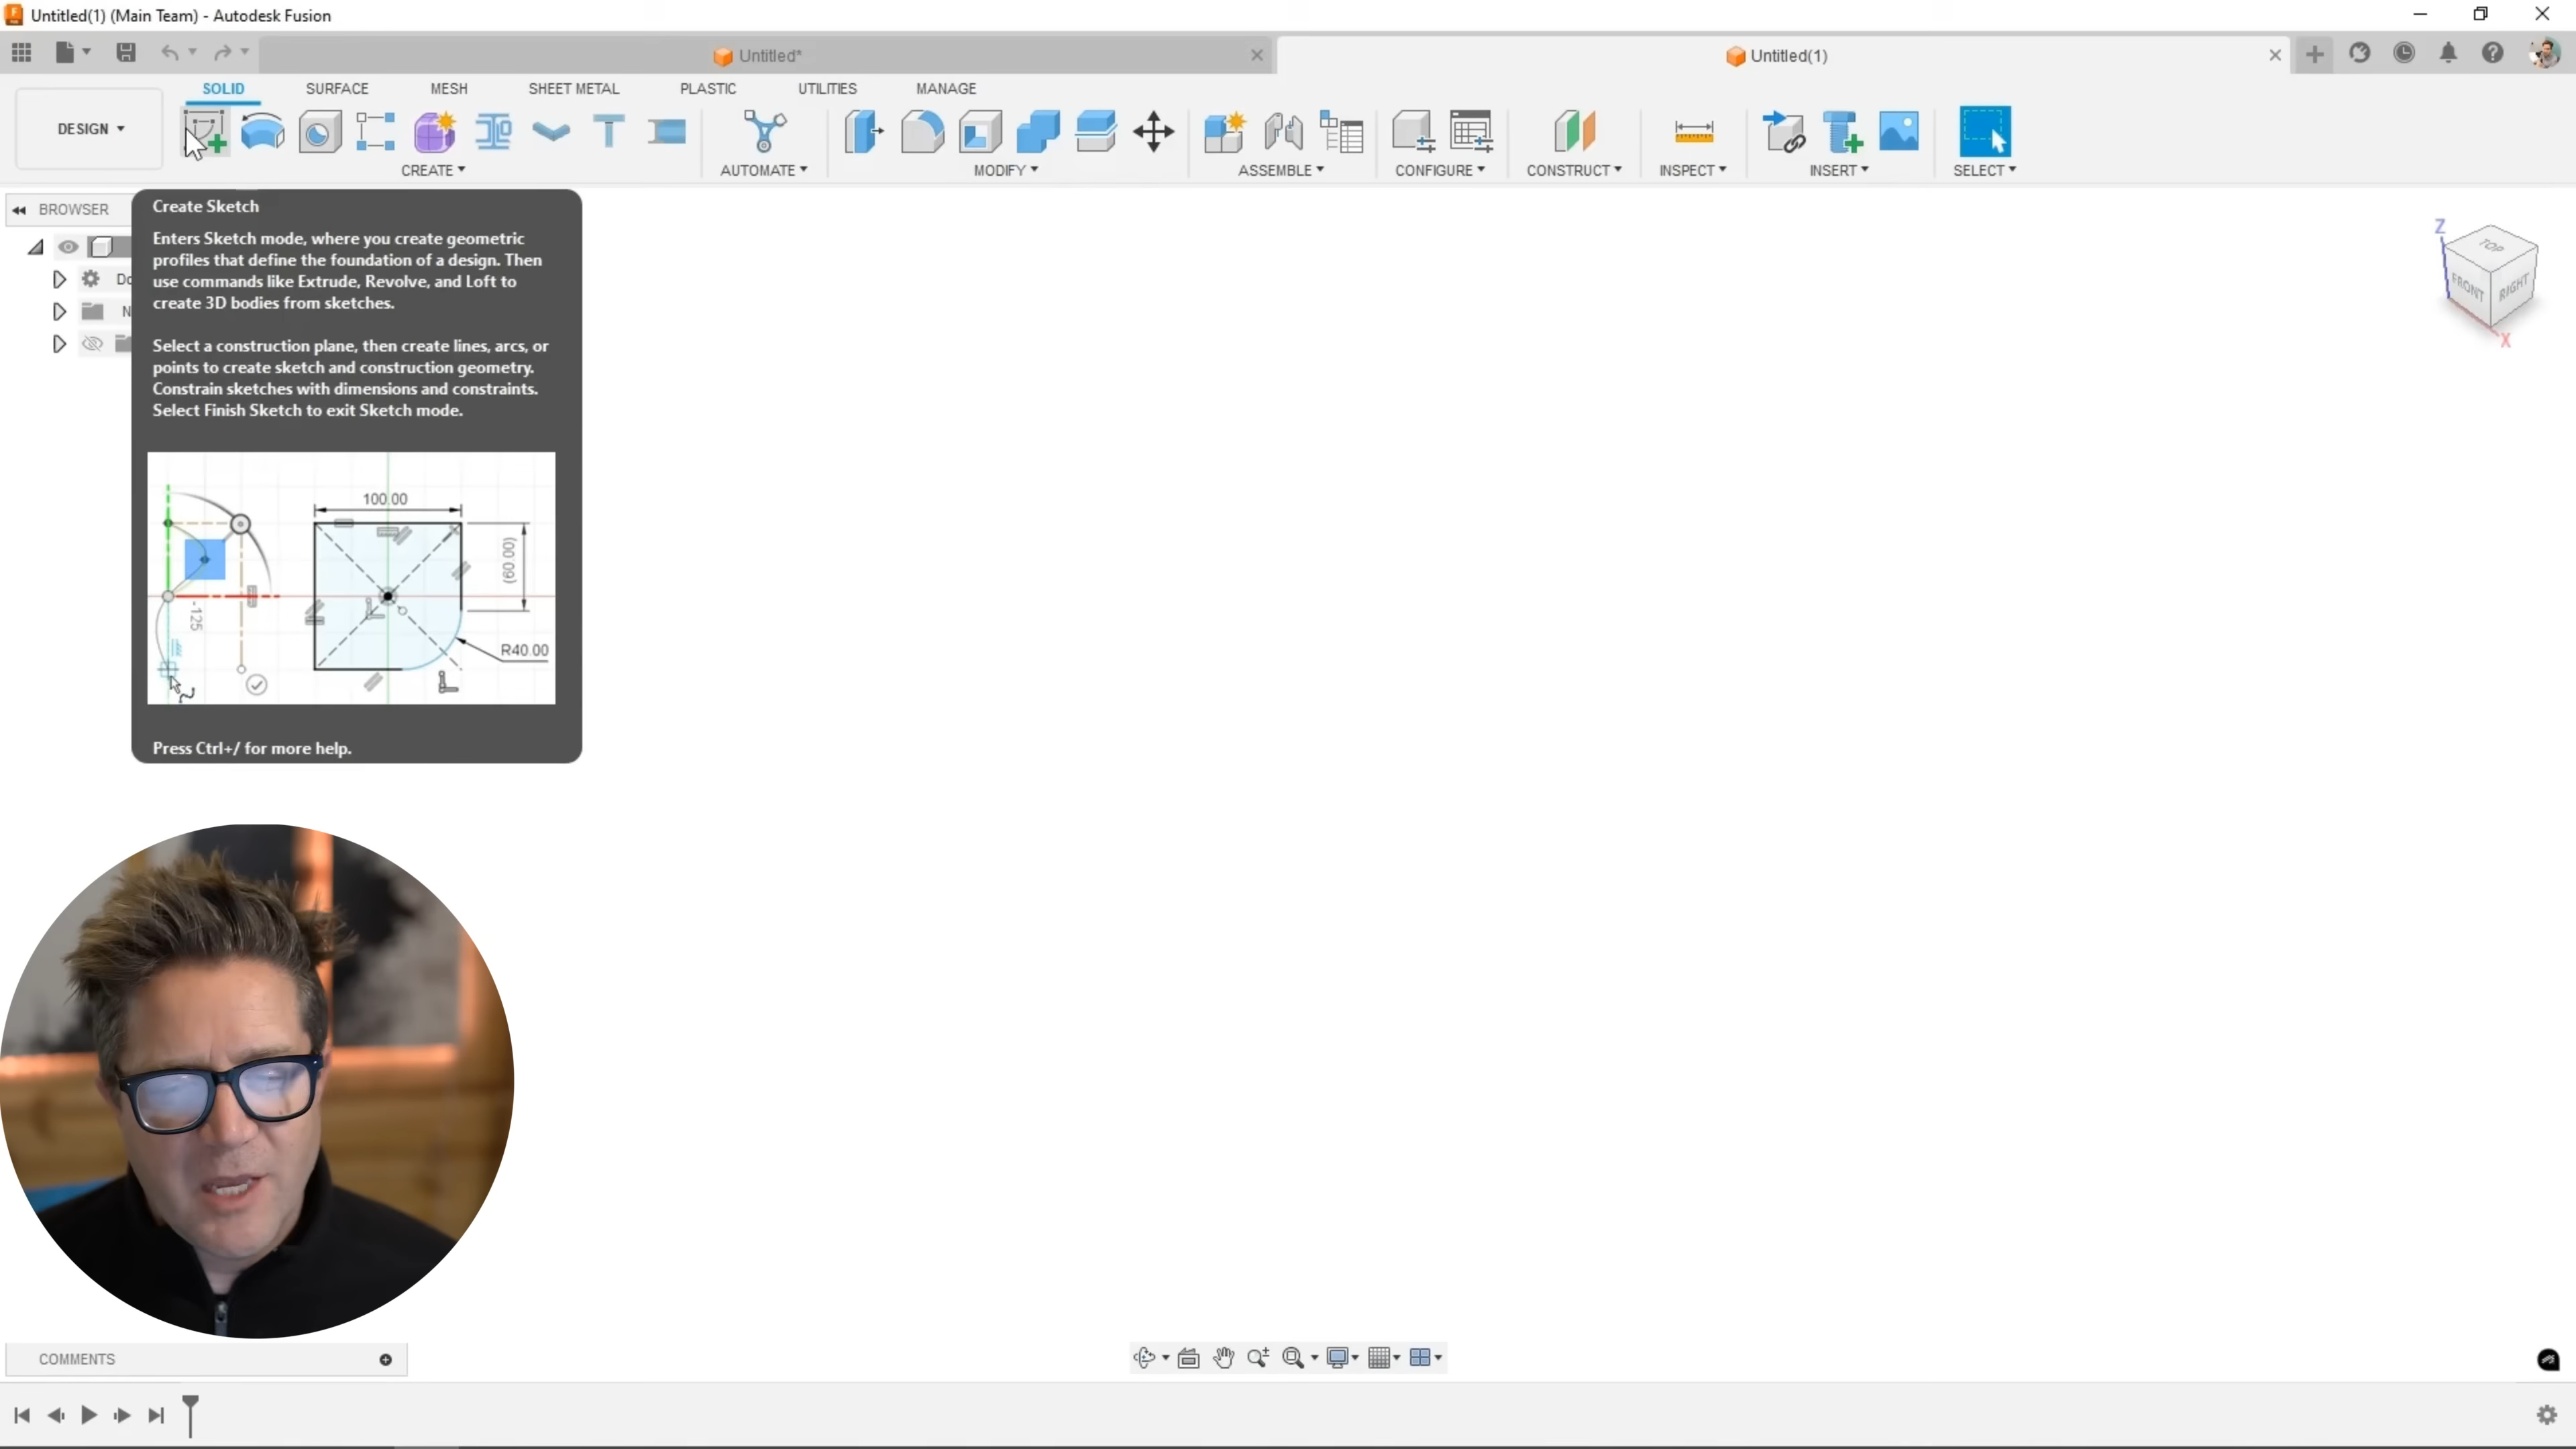 Untitled(1) (Main Team) - Autodesk Fusion
Untitled*
Untitled(1)
SOLID
SURFACE
MESH
SHEET METAL
PLASTIC
UTILITIES
MANAGE
DESIGN
CREATE
AUTOMATE
MODIFY
ASSEMBLE
CONFIGURE
CONSTRUCT
INSPECT
INSERT
SELECT
BROWSER
Do
N
Create Sketch
Enters Sketch mode, where you create geometric
profiles that define the foundation of a design. Then
use commands like Extrude, Revolve, and Loft to
create 3D bodies from sketches.
Select a construction plane, then create lines, arcs, or
points to create sketch and construction geometry.
Constrain sketches with dimensions and constraints.
Select Finish Sketch to exit Sketch mode.
100.00
(60.00)
-125
R40.00
Press Ctrl+/ for more help.
Z
TOP
FRONT
RIGHT
X
COMMENTS